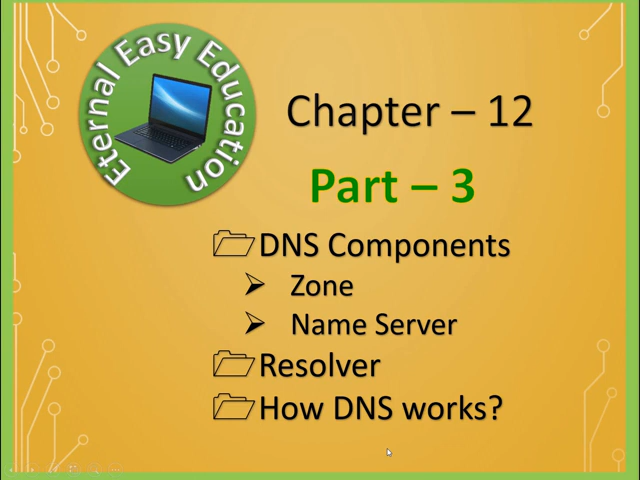 Eternal Easy Education
Chapter – 12
Part – 3
DNS Components
Zone
Name Server
Resolver
How DNS works?